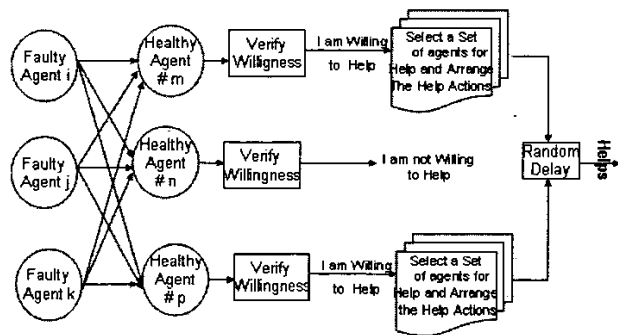 Faulty
Agent i
Healthy
Agent
# m
Verify
Willigness
I am Willing
to Help
Select a Set
of agents for
Help and Arrange
The Help Actions
Faulty
Agent j
Healthy
Agent
# n
Verify
Willingness
I am not Willing
to Help
Random
Delay
Helps
Faulty
Agent k
Healthy
Agent
# p
Verify
Willingness
I am Willing
to Help
Select a Set
of agents for
Help and Arrange
the Help Actions